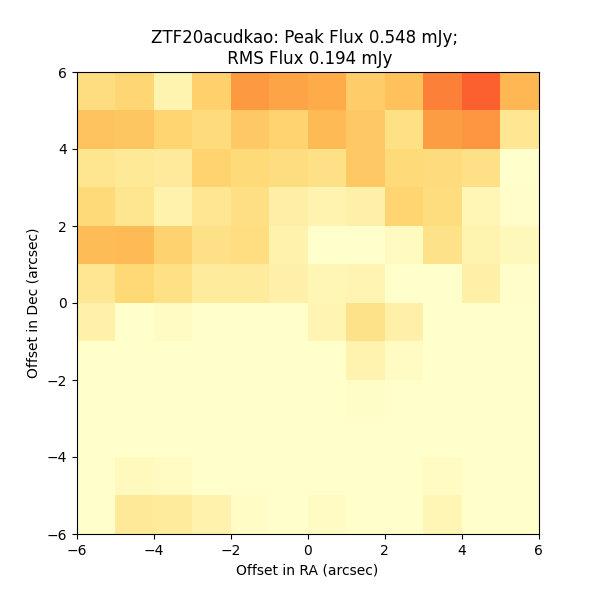 ZTF20acudkao: Peak Flux 0.548 mJy;
RMS Flux 0.194 mJy
6
4
2
0
−2
−4
−6
Offset in Dec (arcsec)
−6 −4 −2 0 2 4 6
Offset in RA (arcsec)